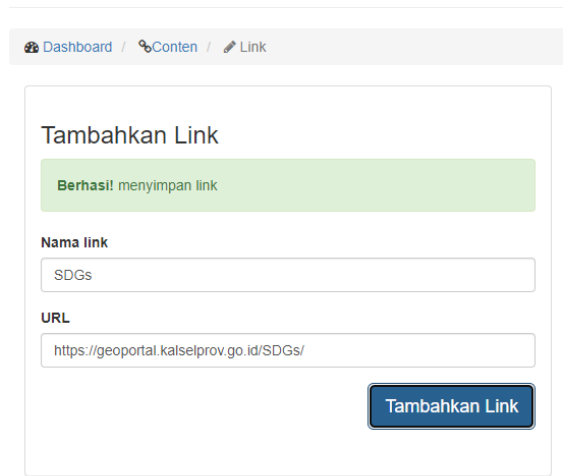 Dashboard / Conten / Link
Tambahkan Link
Berhasi! menyimpan link
Nama link
SDGs
URL
https://geoportal.kalselprov.go.id/SDGs/
Tambahkan Link